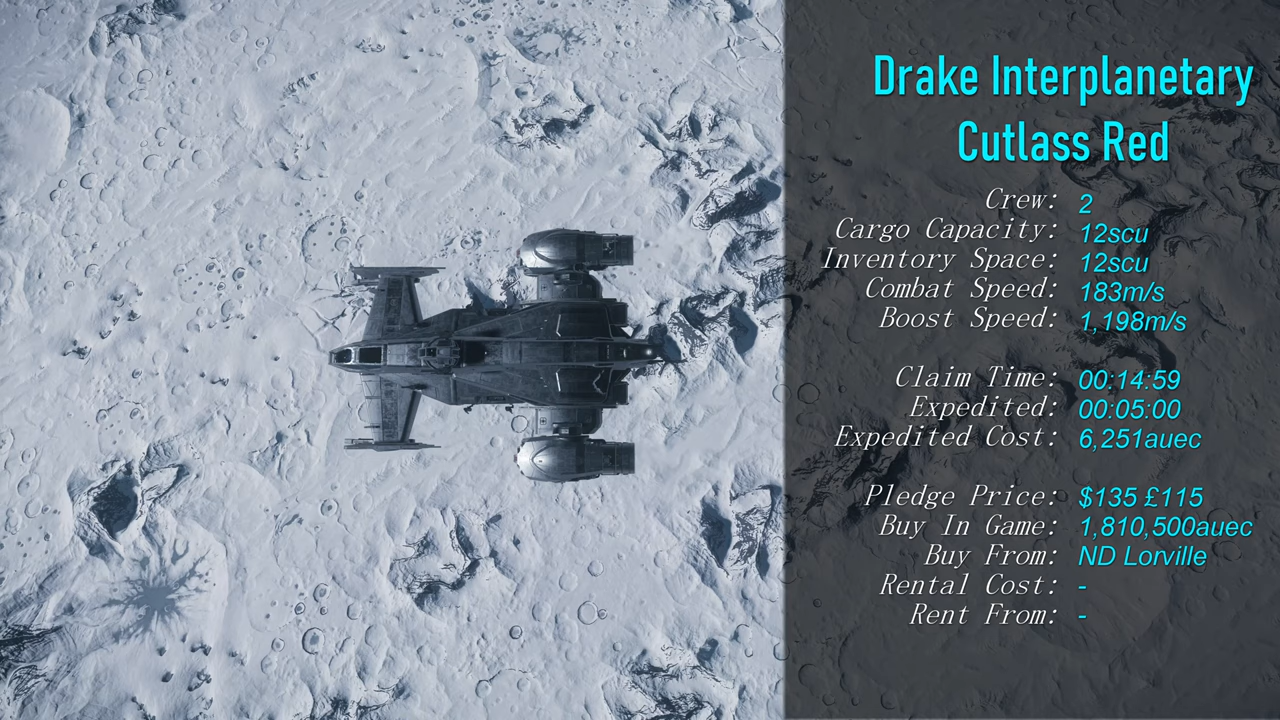 Drake Interplanetary
Cutlass Red
Crew: 2
Cargo Capacity: 12scu
Inventory Space: 12scu
Combat Speed: 183m/s
Boost Speed: 1,198m/s
Claim Time: 00:14:59
Expedited: 00:05:00
Expedited Cost: 6,251auec
Pledge Price: $135 £115
Buy In Game: 1,810,500auec
Buy From: ND Lorville
Rental Cost: -
Rent From: -